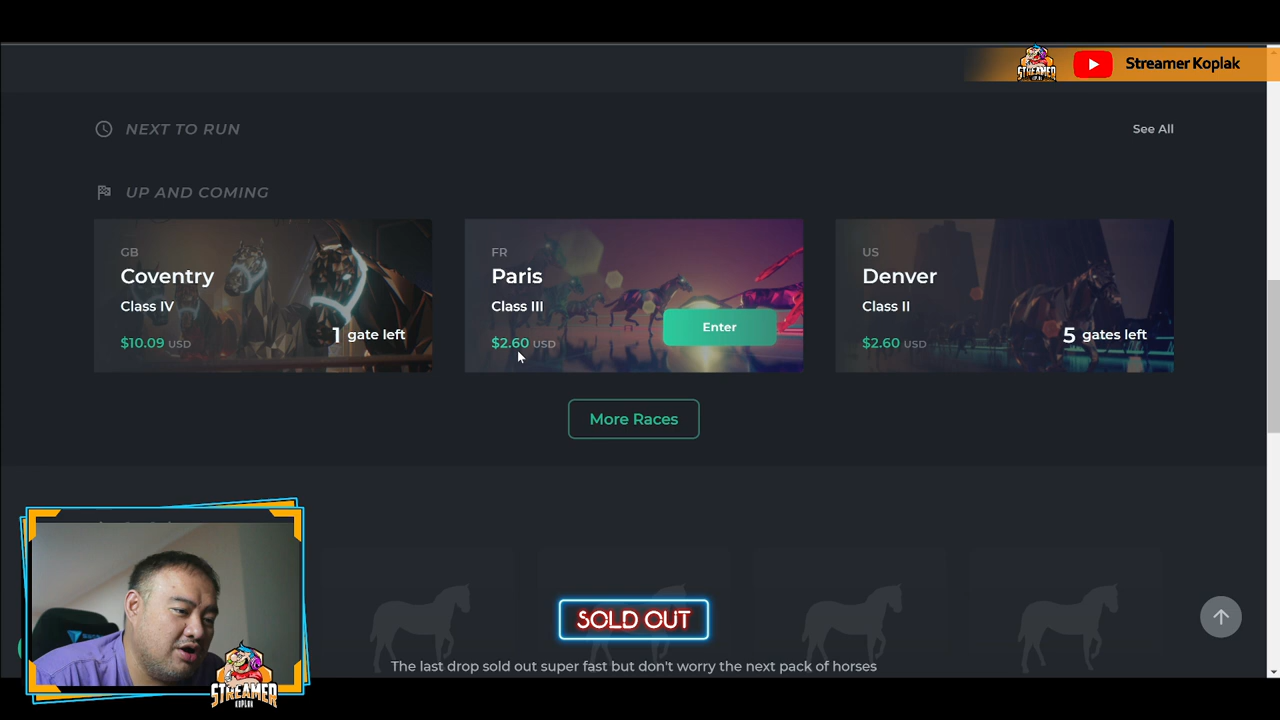 STREAMER
Streamer Koplak
NEXT TO RUN
See All
UP AND COMING
GB
Coventry
Class IV
$10.09 USD
1 gate left
FR
Paris
Class III
$2.60 USD
Enter
US
Denver
Class II
$2.60 USD
5 gates left
More Races
SOLD OUT
The last drop sold out super fast but don't worry the next pack of horses
STREAMER
KOPLAK